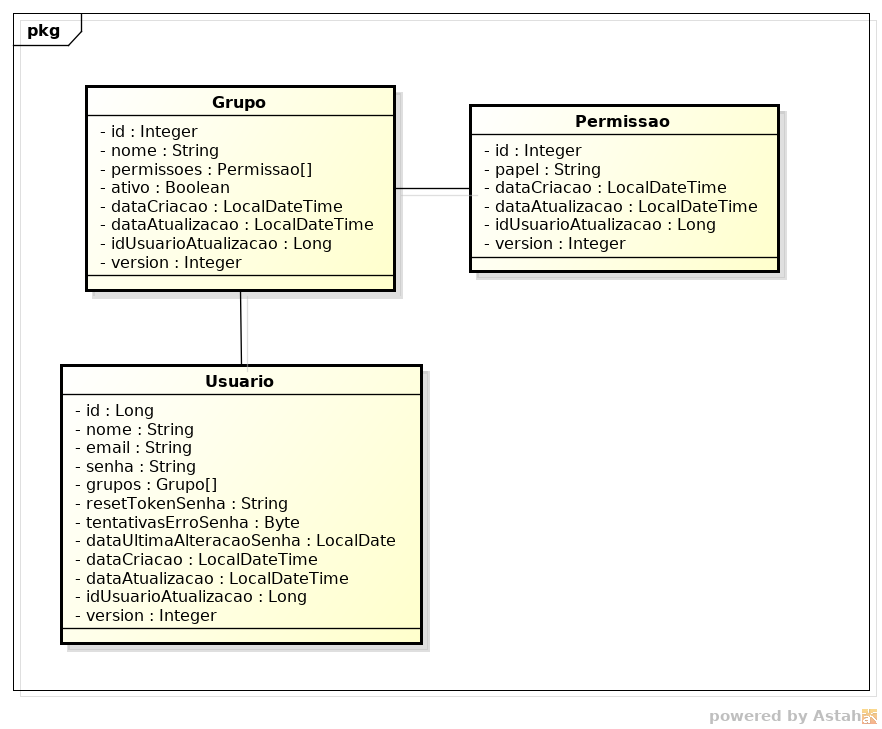 pkg
Grupo
- id : Integer
- nome : String
- permissoes : Permissao[]
- ativo : Boolean
- dataCriacao : LocalDateTime
- dataAtualizacao : LocalDateTime
- idUsuarioAtualizacao : Long
- version : Integer
Permissao
- id : Integer
- papel : String
- dataCriacao : LocalDateTime
- dataAtualizacao : LocalDateTime
- idUsuarioAtualizacao : Long
- version : Integer
Usuario
- id : Long
- nome : String
- email : String
- senha : String
- grupos : Grupo[]
- resetTokenSenha : String
- tentativasErroSenha : Byte
- dataUltimaAlteracaoSenha : LocalDate
- dataCriacao : LocalDateTime
- dataAtualizacao : LocalDateTime
- idUsuarioAtualizacao : Long
- version : Integer
powered by Astah